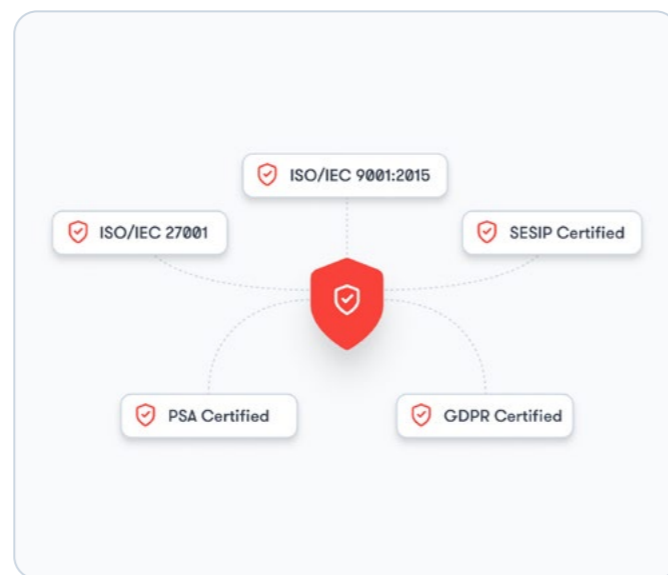 ISO/IEC 9001:2015
ISO/IEC 27001
SESIP Certified
PSA Certified
GDPR Certified